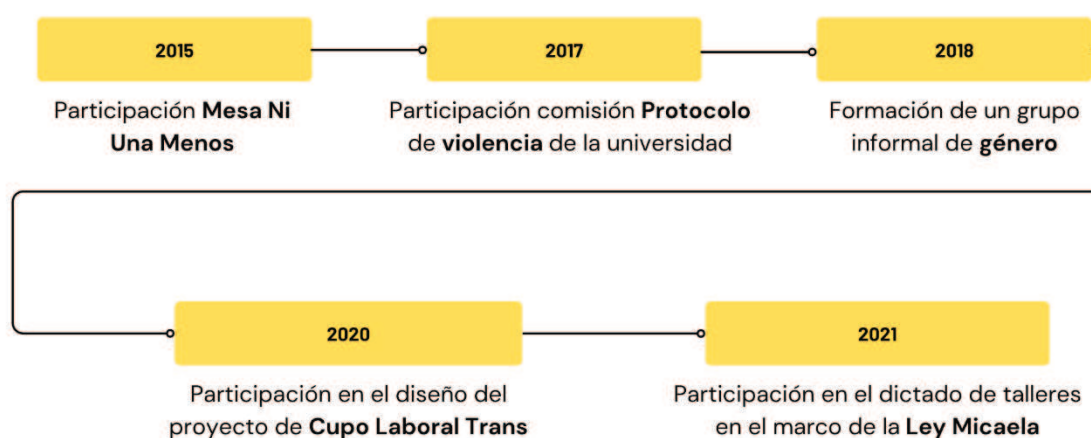 2015
Participación Mesa Ni
Una Menos
2017
Participación comisión Protocolo
de violencia de la universidad
2018
Formación de un grupo
informal de género
2020
Participación en el diseño del
proyecto de Cupo Laboral Trans
2021
Participación en el dictado de talleres
en el marco de la Ley Micaela